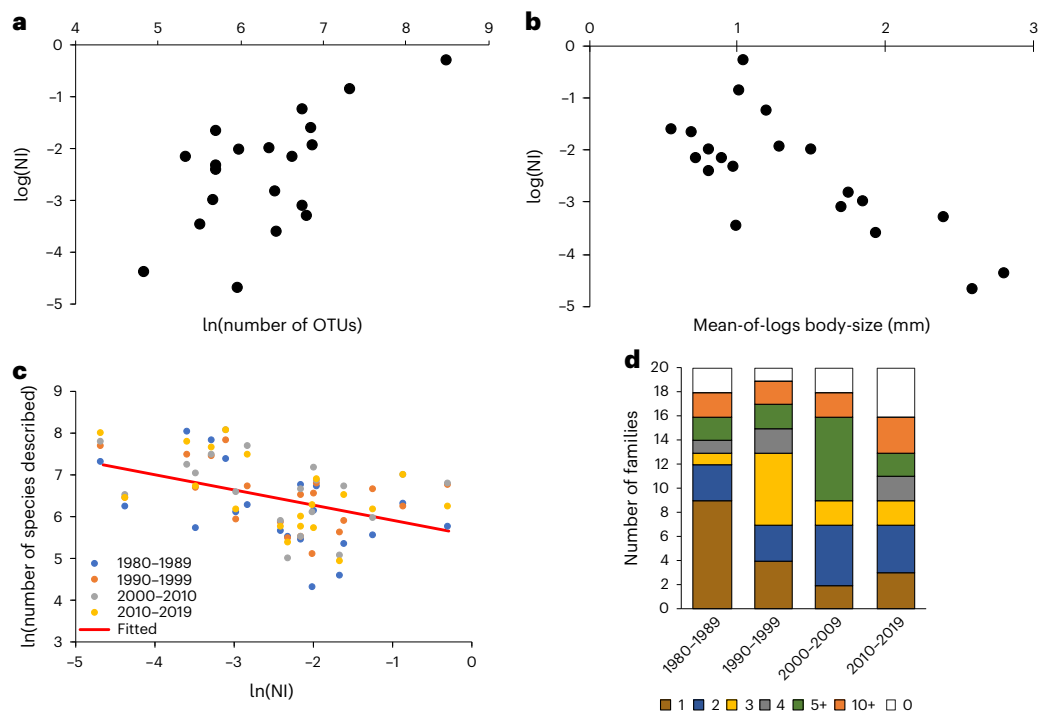 a
4 5 6 7 8 9
0
–1
–2
–3
–4
–5
log(NI)
ln(number of OTUs)
b
0 1 2 3
0
–1
–2
–3
–4
–5
log(NI)
Mean-of-logs body-size (mm)
c
9
8
7
6
5
4
3
ln(number of species described)
1980–1989
1990–1999
2000–2010
2010–2019
Fitted
–5 –4 –3 –2 –1 0
ln(NI)
d
20
18
16
14
12
10
8
6
4
2
0
Number of families
1980–1989 1990–1999 2000–2009 2010–2019
1 2 3 4 5+ 10+ 0